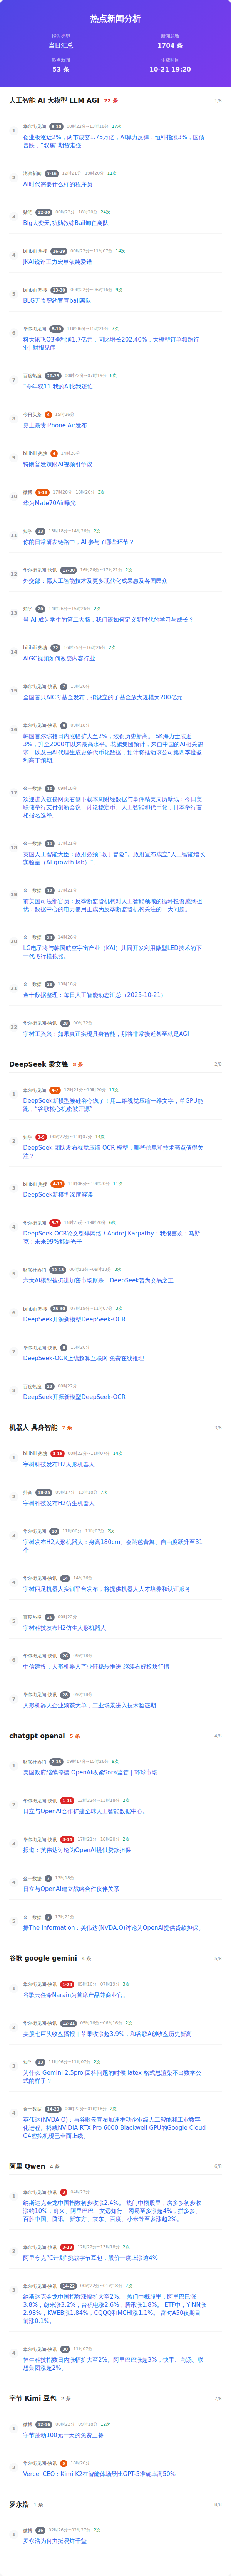 热点新闻分析
报告类型
当日汇总
新闻总数
1704 条
热点新闻
53 条
生成时间
10-21 19:20
人工智能 AI 大模型 LLM AGI 22 条 1/8
1
华尔街见闻
创业板涨近2%，两市成交1.75万亿，AI算力反弹，恒科指涨3%，国债
普跌，“双焦”期货走强
2
澎湃新闻
AI时代需要什么样的程序员
3
贴吧
Big大变天,功勋教练Bail卸任离队
4
bilibili 热搜
JKAI锐评王力宏单依纯爱错
5
bilibili 热搜
BLG无畏契约官宣bail离队
6
华尔街见闻
科大讯飞Q3净利润1.7亿元，同比增长202.40%，大模型订单领跑行
业| 财报见闻
7
百度热搜
“今年双11 我的AI比我还忙”
8
今日头条
史上最贵iPhone Air发布
9
bilibili 热搜
特朗普发辣眼AI视频引争议
10
微博
华为Mate70Air曝光
11
知乎
你的日常研发链路中，AI 参与了哪些环节？
12
华尔街见闻-快讯
外交部：愿人工智能技术及更多现代化成果惠及各国民众
13
知乎
当 AI 成为学生的第二大脑，我们该如何定义新时代的学习与成长？
14
bilibili 热搜
AIGC视频如何改变内容行业
15
华尔街见闻-快讯
全国首只AIC母基金发布，拟设立的子基金放大规模为200亿元
16
华尔街见闻-快讯
韩国首尔综指日内涨幅扩大至2%，续创历史新高。 SK海力士涨近
3%，升至2000年以来最高水平。花旗集团预计，来自中国的AI相关需
求，以及由AI代理生成更多代币化数据，预计将推动该公司第四季度盈
利高于预期。
17
金十数据
欢迎进入链接网页右侧下载本周财经数据与事件精美周历壁纸：今日美
联储举行支付创新会议，讨论稳定币、人工智能和代币化，日本举行首
相指名选举。
18
金十数据
英国人工智能大臣：政府必须“敢于冒险”。政府宣布成立“人工智能增长
实验室（AI growth lab）”。
19
金十数据
前美国司法部官员：反垄断监管机构对人工智能领域的循环投资感到担
忧，数据中心的电力使用正成为反垄断监管机构关注的一大问题。
20
金十数据
LG电子将与韩国航空宇宙产业（KAI）共同开发利用微型LED技术的下
一代飞行模拟器。
21
金十数据
金十数据整理：每日人工智能动态汇总（2025-10-21）
22
华尔街见闻-快讯
宇树王兴兴：如果真正实现具身智能，那将非常接近甚至就是AGI
DeepSeek 梁文锋 8 条 2/8
1
华尔街见闻
DeepSeek新模型被硅谷夸疯了！用二维视觉压缩一维文字，单GPU能
跑，“谷歌核心机密被开源”
2
知乎
DeepSeek 团队发布视觉压缩 OCR 模型，哪些信息和技术亮点值得关
注？
3
bilibili 热搜
DeepSeek新模型深度解读
4
华尔街见闻
DeepSeek OCR论文引爆网络！Andrej Karpathy：我很喜欢；马斯
克：未来99%都是光子
5
财联社热门
六大AI模型被扔进加密市场厮杀，DeepSeek暂为交易之王
6
bilibili 热搜
DeepSeek开源新模型DeepSeek-OCR
7
知乎
DeepSeek-OCR上线超算互联网 免费在线推理
8
百度热搜
DeepSeek开源新模型DeepSeek-OCR
机器人 具身智能 7 条 3/8
1
bilibili 热搜
宇树科技发布H2人形机器人
2
抖音
宇树科技发布H2仿生机器人
3
华尔街见闻
宇树发布H2人形机器人：身高180cm、会跳芭蕾舞、自由度跃升至31
个
4
华尔街见闻-快讯
宇树四足机器人实训平台发布，将提供机器人人才培养和认证服务
5
百度热搜
宇树科技发布H2仿生人形机器人
6
华尔街见闻-快讯
中信建投：人形机器人产业链稳步推进 继续看好板块行情
7
华尔街见闻-快讯
人形机器人企业频获大单，工业场景进入技术验证期
chatgpt openai 5 条 4/8
1
财联社热门
美国政府继续停摆 OpenAI收紧Sora监管｜环球市场
2
华尔街见闻-快讯
日立与OpenAI合作扩建全球人工智能数据中心。
3
华尔街见闻-快讯
报道：英伟达讨论为OpenAI提供贷款担保
4
金十数据
日立与OpenAI建立战略合作伙伴关系
5
金十数据
据The Information：英伟达(NVDA.O)讨论为OpenAI提供贷款担保。
谷歌 google gemini 4 条 5/8
1
华尔街见闻-快讯
谷歌云任命Narain为首席产品兼商业官。
2
华尔街见闻-快讯
美股七巨头收盘播报｜苹果收涨超3.9%，和谷歌A创收盘历史新高
3
知乎
为什么 Gemini 2.5pro 回答问题的时候 latex 格式总渲染不出数学公
式的样子？
4
金十数据
英伟达(NVDA.O)：与谷歌云宣布加速推动企业级人工智能和工业数字
化进程。搭载NVIDIA RTX Pro 6000 Blackwell GPU的Google Cloud
G4虚拟机现已全面上线。
阿里 Qwen 4 条 6/8
1
华尔街见闻-快讯
纳斯达克金龙中国指数初步收涨2.4%。 热门中概股里，房多多初步收
涨约10%，蔚来、阿里巴巴、文远知行、网易至多涨超4%，拼多多、
百胜中国、腾讯、新东方、京东、百度、小米等至多涨超2%。
2
华尔街见闻-快讯
阿里夸克“C计划”挑战字节豆包，股价一度上涨逾4%
3
华尔街见闻-快讯
纳斯达克金龙中国指数涨幅扩大至2%。 热门中概股里，阿里巴巴涨
3.8%，蔚来涨3.2%，台积电涨2.6%，腾讯涨1.8%。 ETF中，YINN涨
2.98%，KWEB涨1.84%，CQQQ和MCHI涨1.1%。 富时A50夜期目
前涨0.1%。
4
华尔街见闻-快讯
恒生科技指数日内涨幅扩大至2%。阿里巴巴涨超3%，快手、商汤、联
想集团涨超2%。
字节 Kimi 豆包 2 条 7/8
1
微博
字节跳动100元一天的免费三餐
2
华尔街见闻-快讯
Vercel CEO：Kimi K2在智能体场景比GPT-5准确率高50%
罗永浩 1 条 8/8
1
微博
罗永浩为何力挺易烊千玺